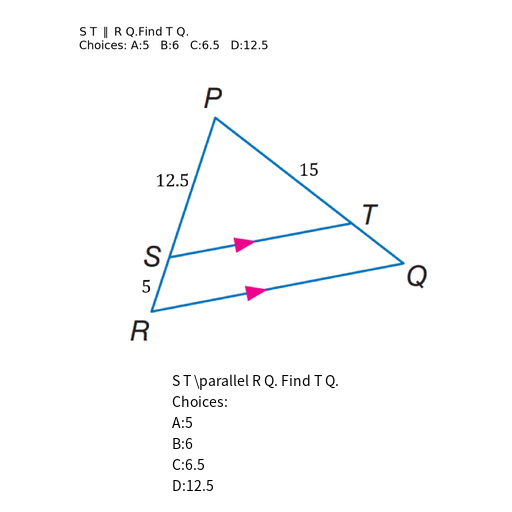 S T ∥ R Q.Find T Q.
Choices: A:5 B:6 C:6.5 D:12.5
P
15
12.5
T
S
Q
5
R
S T \parallel R Q. Find T Q.
Choices:
A:5
B:6
C:6.5
D:12.5